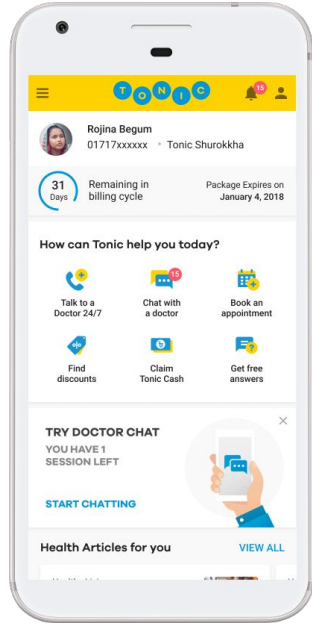 TONIC
15
Rojina Begum
01717xxxxxx • Tonic Shurokkha
31
Days
Remaining in
billing cycle
Package Expires on
January 4, 2018
How can Tonic help you today?
Talk to a
Doctor 24/7
15
Chat with
a doctor
Book an
appointment
Find
discounts
Claim
Tonic Cash
Get free
answers
TRY DOCTOR CHAT
YOU HAVE 1
SESSION LEFT
START CHATTING
Health Articles for you
VIEW ALL